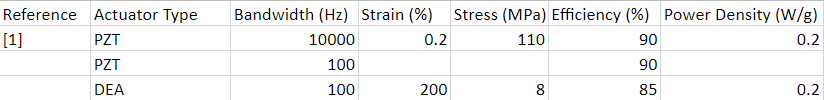 Reference Actuator Type Bandwidth (Hz) Strain (%) Stress (MPa) Efficiency (%) Power Density (W/g)
[1] PZT 10000 0.2 110 90 0.2
PZT 100 90
DEA 100 200 8 85 0.2